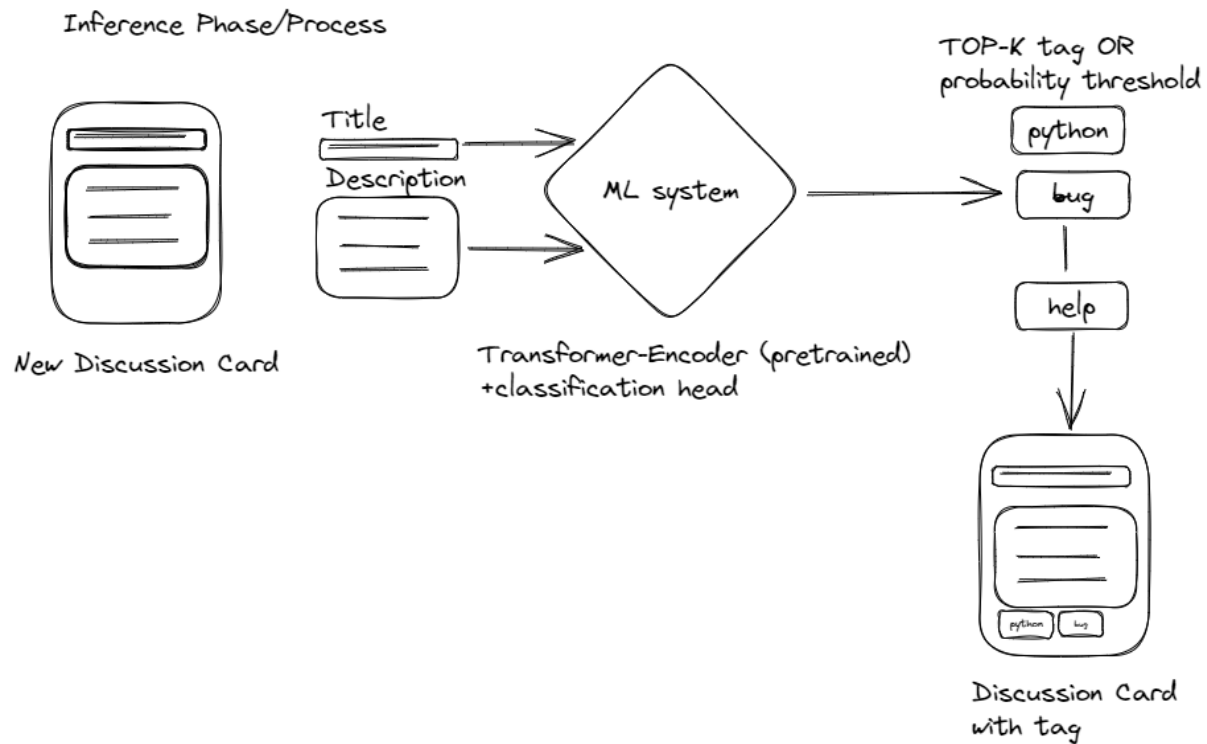 Inference Phase/Process
TOP-K tag OR
probability threshold
Title
Description
ML system
python
bug
help
New Discussion Card
Transformer-Encoder (pretrained)
+classification head
python
bug
Discussion Card
with tag